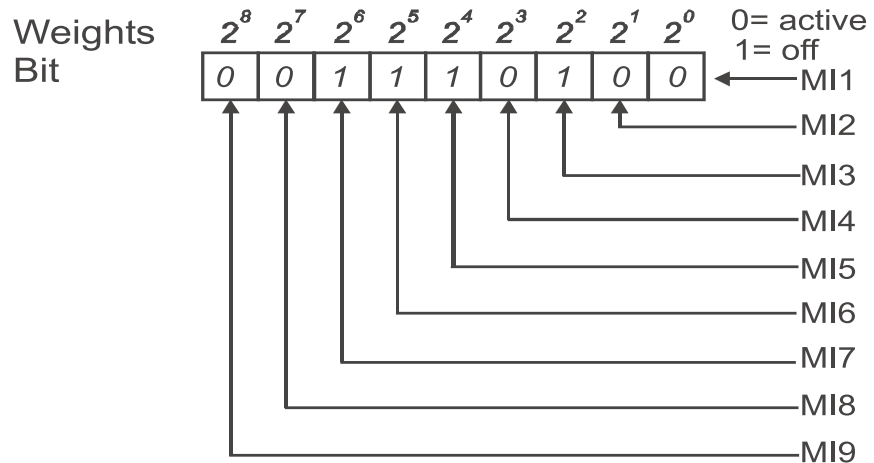 Weights 2^8 2^7 2^6 2^5 2^4 2^3 2^2 2^1 2^0 0= active
1= off
Bit 0 0 1 1 1 0 1 0 0 MI1
MI2
MI3
MI4
MI5
MI6
MI7
MI8
MI9